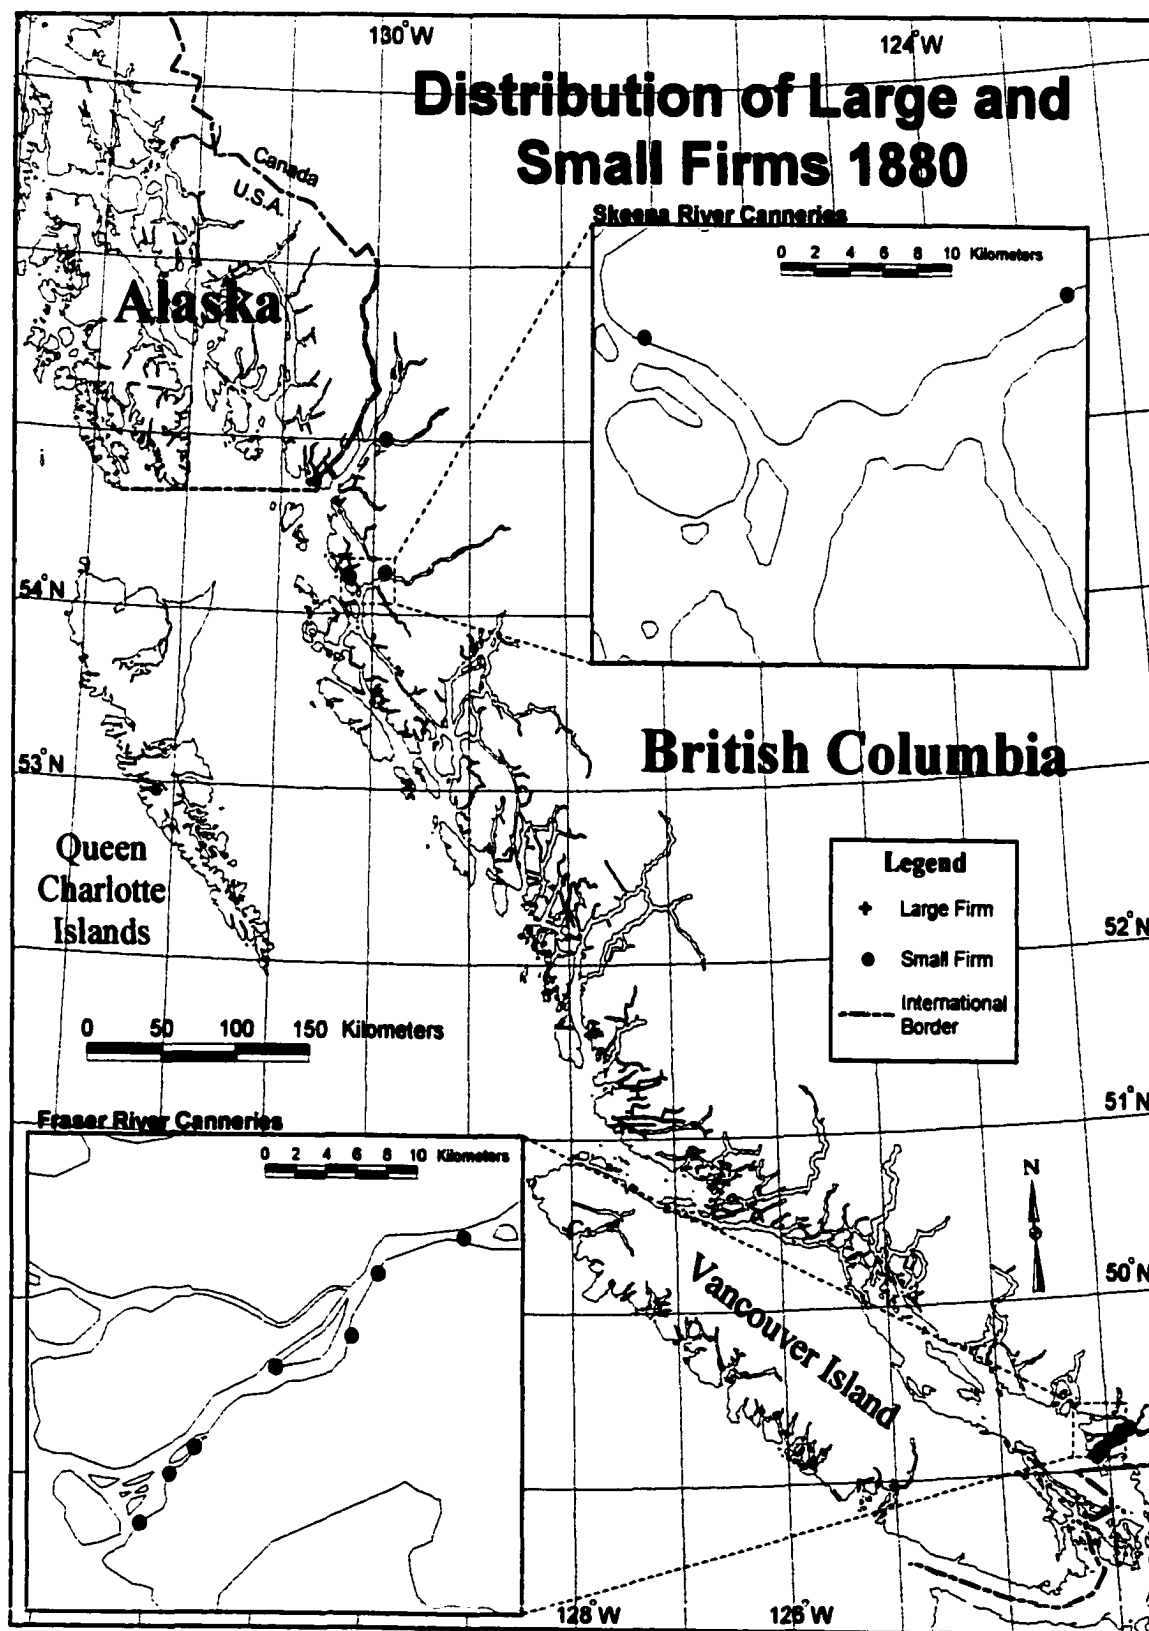 130°W
124°W
Distribution of Large and
Small Firms 1880
Canada
U.S.A.
Skeena River Canneries
0 2 4 6 8 10 Kilometers
Alaska
54°N
53°N
British Columbia
Queen
Charlotte
Islands
Legend
Large Firm
Small Firm
International
Border
52°N
0 50 100 150 Kilometers
51°N
Fraser River Canneries
0 2 4 6 8 10 Kilometers
N
50°N
Vancouver Island
128°W
126°W